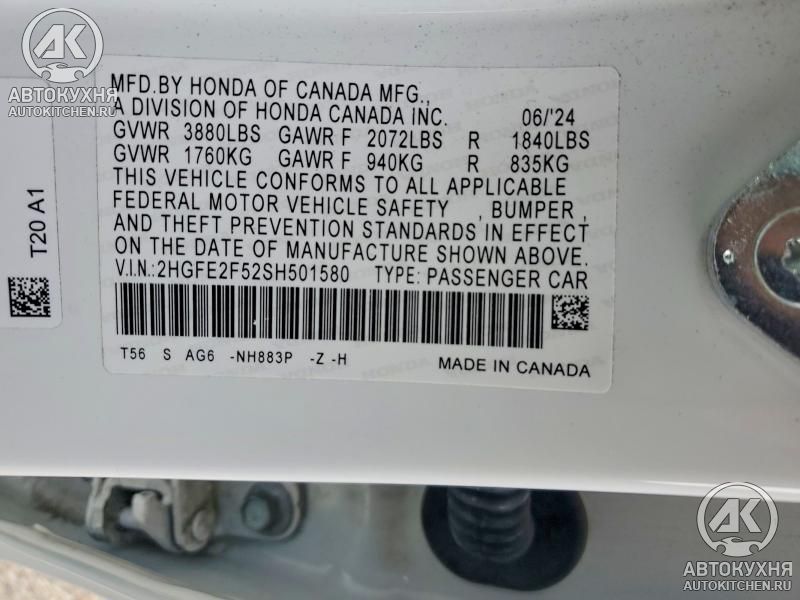 MFD.BY HONDA OF CANADA MFG.,
A DIVISION OF HONDA CANADA INC. 06/'24
GVWR 3880LBS GAWR F 2072LBS R 1840LBS
GVWR 1760KG GAWR F 940KG R 835KG
THIS VEHICLE CONFORMS TO ALL APPLICABLE
FEDERAL MOTOR VEHICLE SAFETY , BUMPER ,
AND THEFT PREVENTION STANDARDS IN EFFECT
ON THE DATE OF MANUFACTURE SHOWN ABOVE.
V.I.N.:2HGFE2F52SH501580 TYPE: PASSENGER CAR
T56 S AG6 -NH883P -Z -H
MADE IN CANADA
T20 A1
АК
АВТОКУХНЯ
AUTOKITCHEN.RU
АК
АВТОКУХНЯ
AUTOKITCHEN.RU